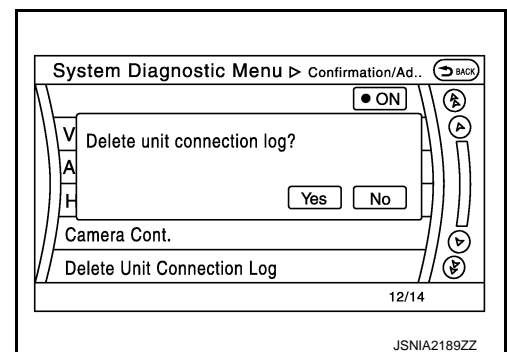 System Diagnostic Menu ▷ Confirmation/Ad.. BACK
● ON
V
Delete unit connection log?
A
H
Yes No
Camera Cont.
Delete Unit Connection Log
12/14
JSNIA2189ZZ